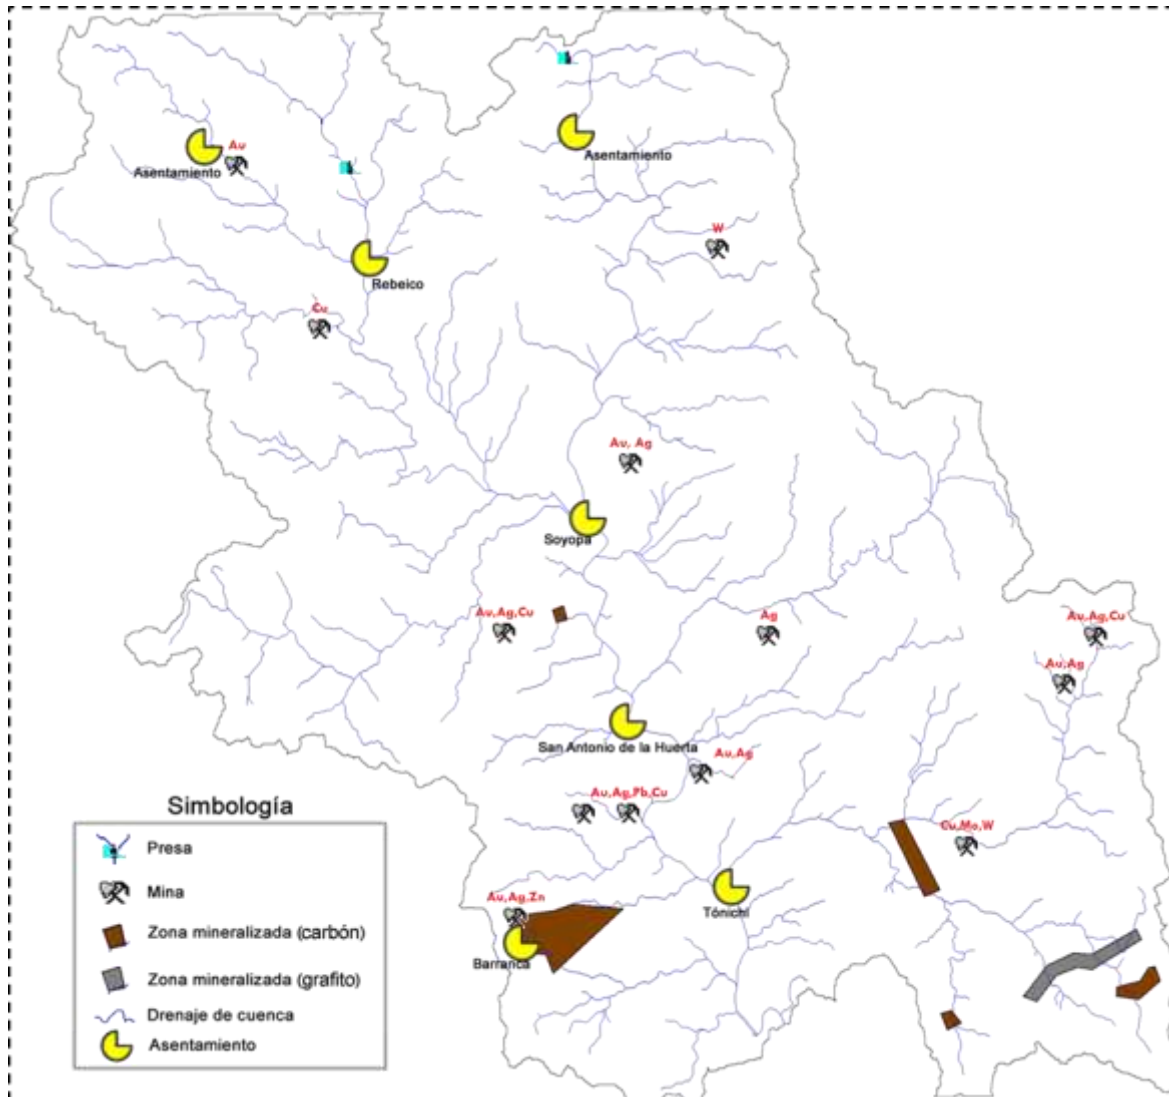 Au
Asentamiento
Asentamiento
W
Rebeico
Cu
Au, Ag
Soyopa
Au,Ag,Cu
Ag
Au,Ag,Cu
Au,Ag
San Antonio de la Huerta
Au,Ag
Au,Ag,Pb,Cu
Cu,Mo,W
Au,Ag,Zn
Tónichi
Barranca
Simbología
Presa
Mina
Zona mineralizada (carbón)
Zona mineralizada (grafito)
Drenaje de cuenca
Asentamiento